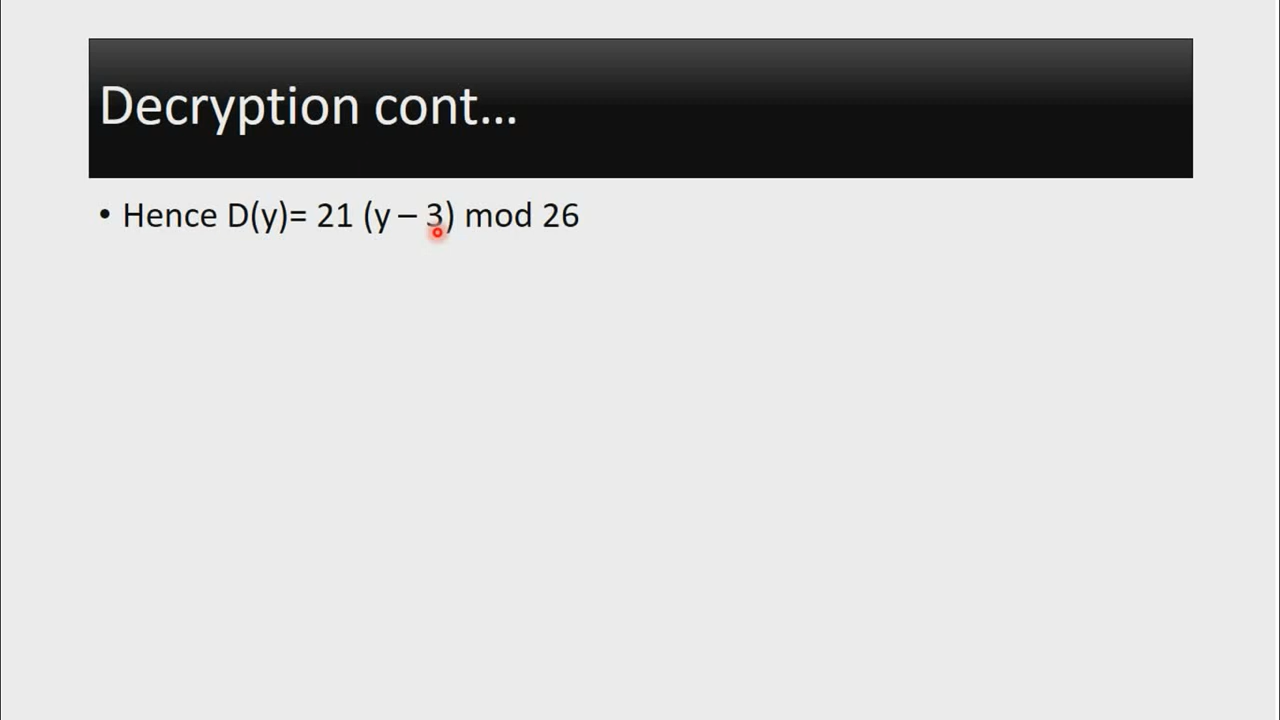 Decryption cont...
• Hence D(y)= 21 (y – 3) mod 26